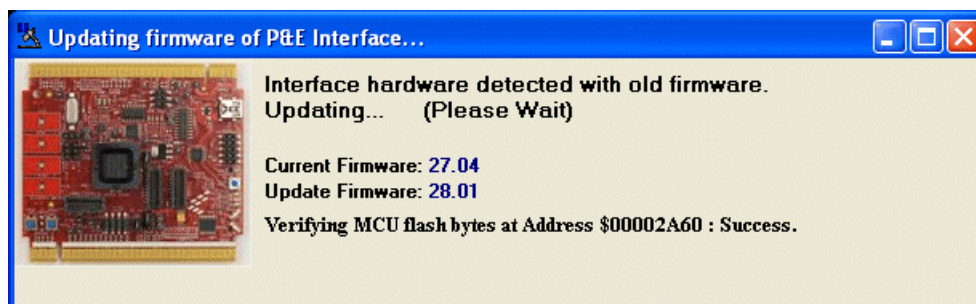 Updating firmware of P&E Interface...
Interface hardware detected with old firmware.
Updating... (Please Wait)
Current Firmware: 27.04
Update Firmware: 28.01
Verifying MCU flash bytes at Address $00002A60 : Success.